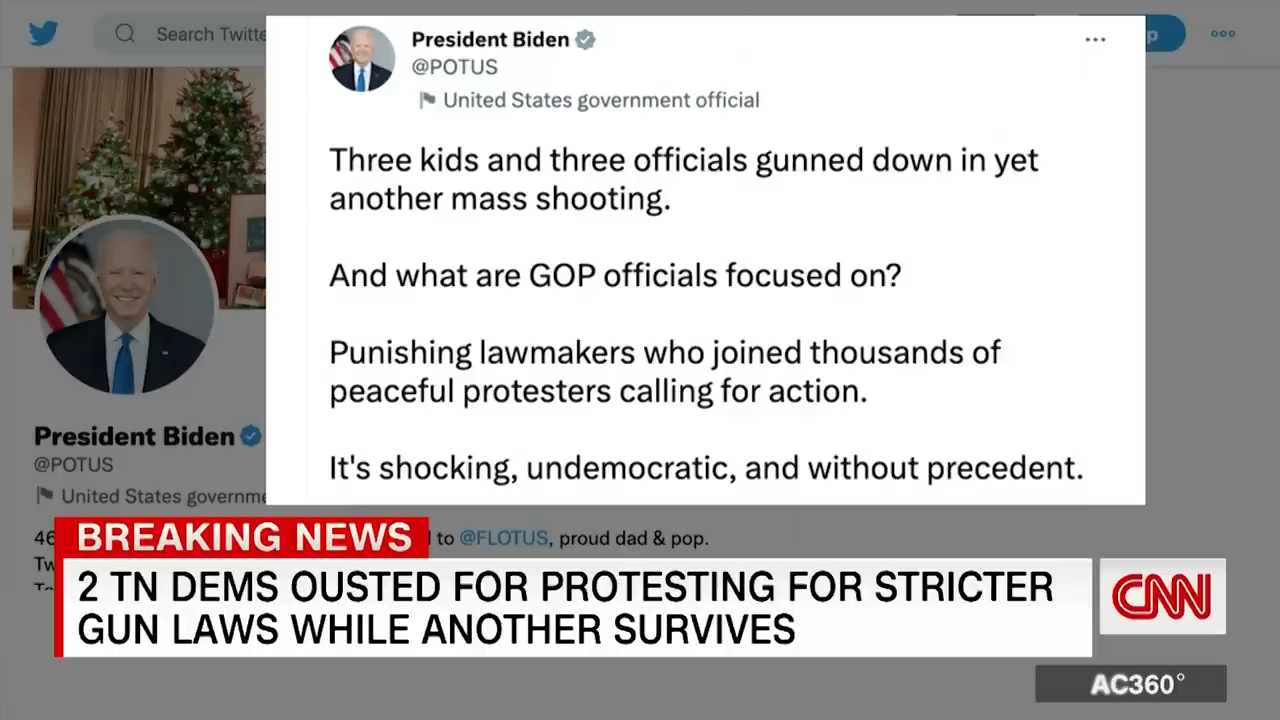 Search Twitte
President Biden
@POTUS
United States government official
Three kids and three officials gunned down in yet
another mass shooting.
And what are GOP officials focused on?
Punishing lawmakers who joined thousands of
peaceful protesters calling for action.
It's shocking, undemocratic, and without precedent.
President Biden
@POTUS
United States governme
46
to @FLOTUS, proud dad & pop.
Tw
BREAKING NEWS
2 TN DEMS OUSTED FOR PROTESTING FOR STRICTER
GUN LAWS WHILE ANOTHER SURVIVES
CNN
AC360°